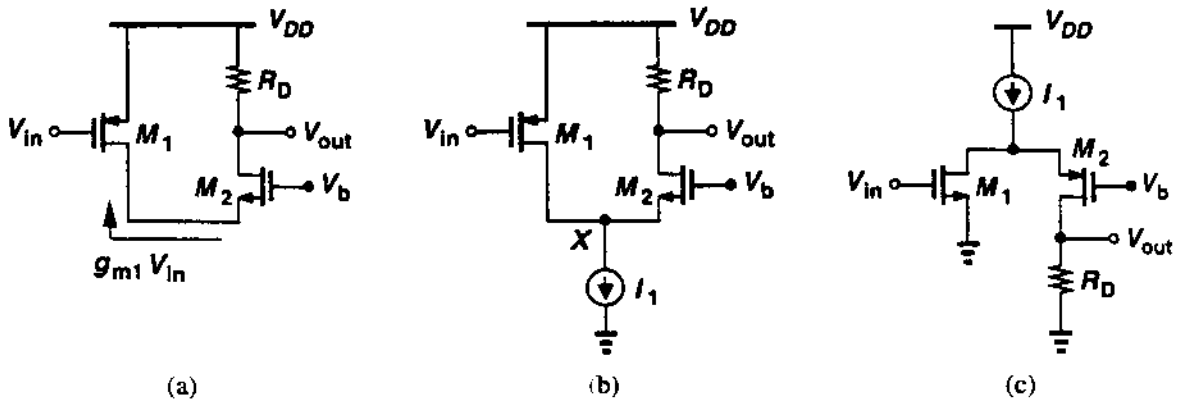 V_DD
R_D
V_in
M_1
V_out
M_2
V_b
g_m1 V_in
(a)
V_DD
R_D
V_in
M_1
V_out
M_2
V_b
X
I_1
(b)
V_DD
I_1
M_2
V_in
M_1
V_b
V_out
R_D
(c)